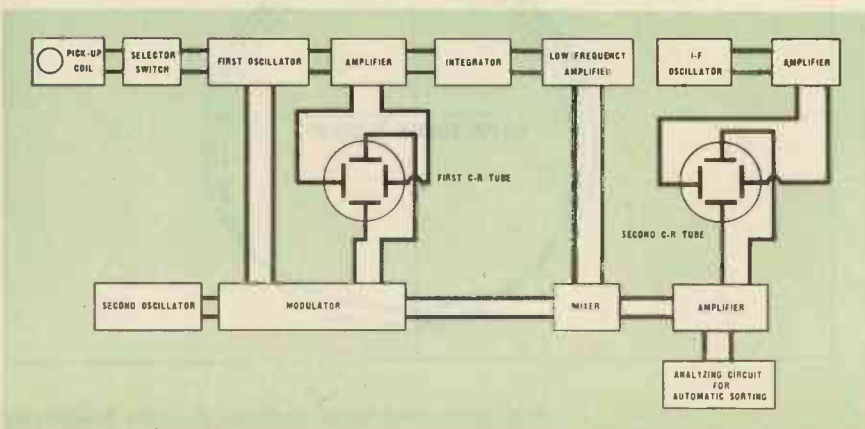 PICK-UP
COIL
SELECTOR
SWITCH
FIRST OSCILLATOR
AMPLIFIER
INTEGRATOR
LOW FREQUENCY
AMPLIFIER
I-F
OSCILLATOR
AMPLIFIER
FIRST C-R TUBE
SECOND C-R TUBE
SECOND OSCILLATOR
MODULATOR
MIXER
AMPLIFIER
ANALYZING CIRCUIT
FOR
AUTOMATIC SORTING